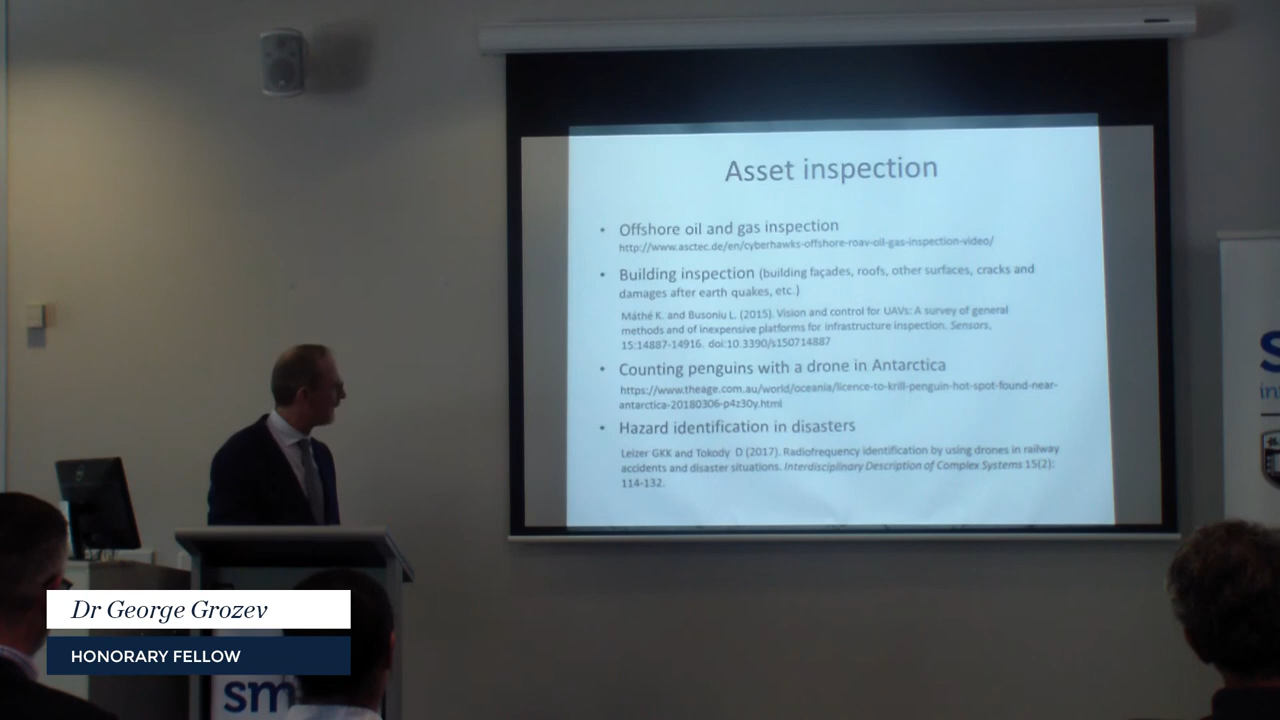 Asset inspection
• Offshore oil and gas inspection
http://www.asctec.de/en/cyberhawks-offshore-roav-oil-gas-inspection-video/
• Building inspection (building façades, roofs, other surfaces, cracks and
damages after earth quakes, etc.)
Máthé K. and Busoniu L. (2015). Vision and control for UAVs: A survey of general
methods and of inexpensive platforms for infrastructure inspection. Sensors,
15:14887-14916. doi:10.3390/s150714887
• Counting penguins with a drone in Antarctica
https://www.theage.com.au/world/oceania/licence-to-krill-penguin-hot-spot-found-near-
antarctica-20180306-p4z30y.html
• Hazard identification in disasters
Leizer GKK and Tokody D (2017). Radiofrequency identification by using drones in railway
accidents and disaster situations. Interdisciplinary Description of Complex Systems 15(2):
114-132.
Dr George Grozev
HONORARY FELLOW
sm